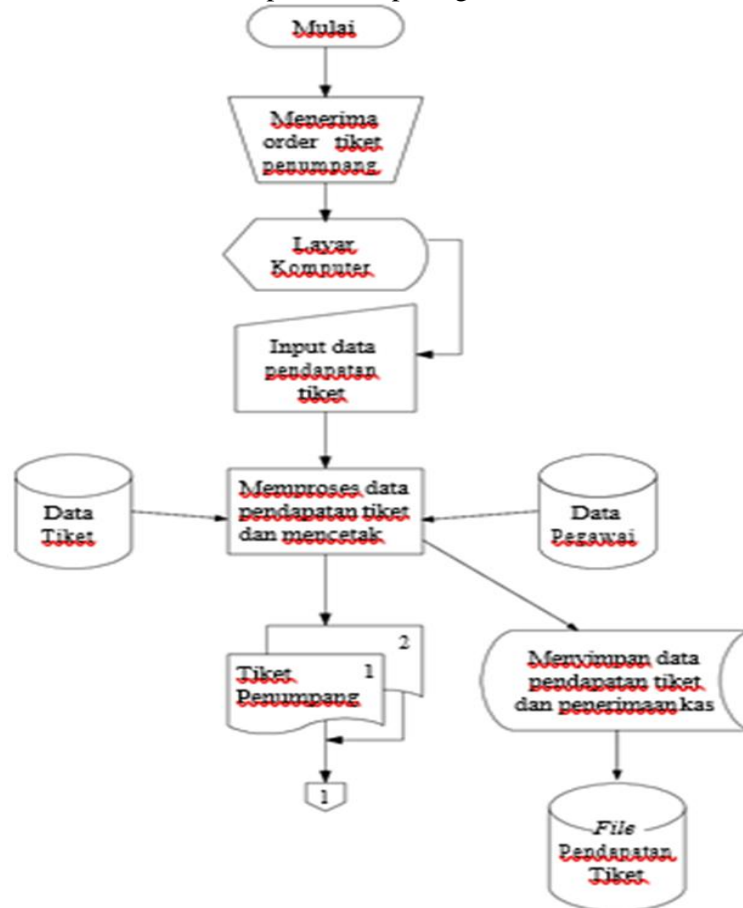 Mulai
Menerima
order tiket
penumpang
Layar
Komputer
Input data
pendapatan
tiket
Data
Tiket
Memproses data
pendapatan tiket
dan mencetak
Data
Pegawai
2
Tiket 1
Penumpang
Menyimpan data
pendapatan tiket
dan penerimaan kas
1
File
Pendapatan
Tiket